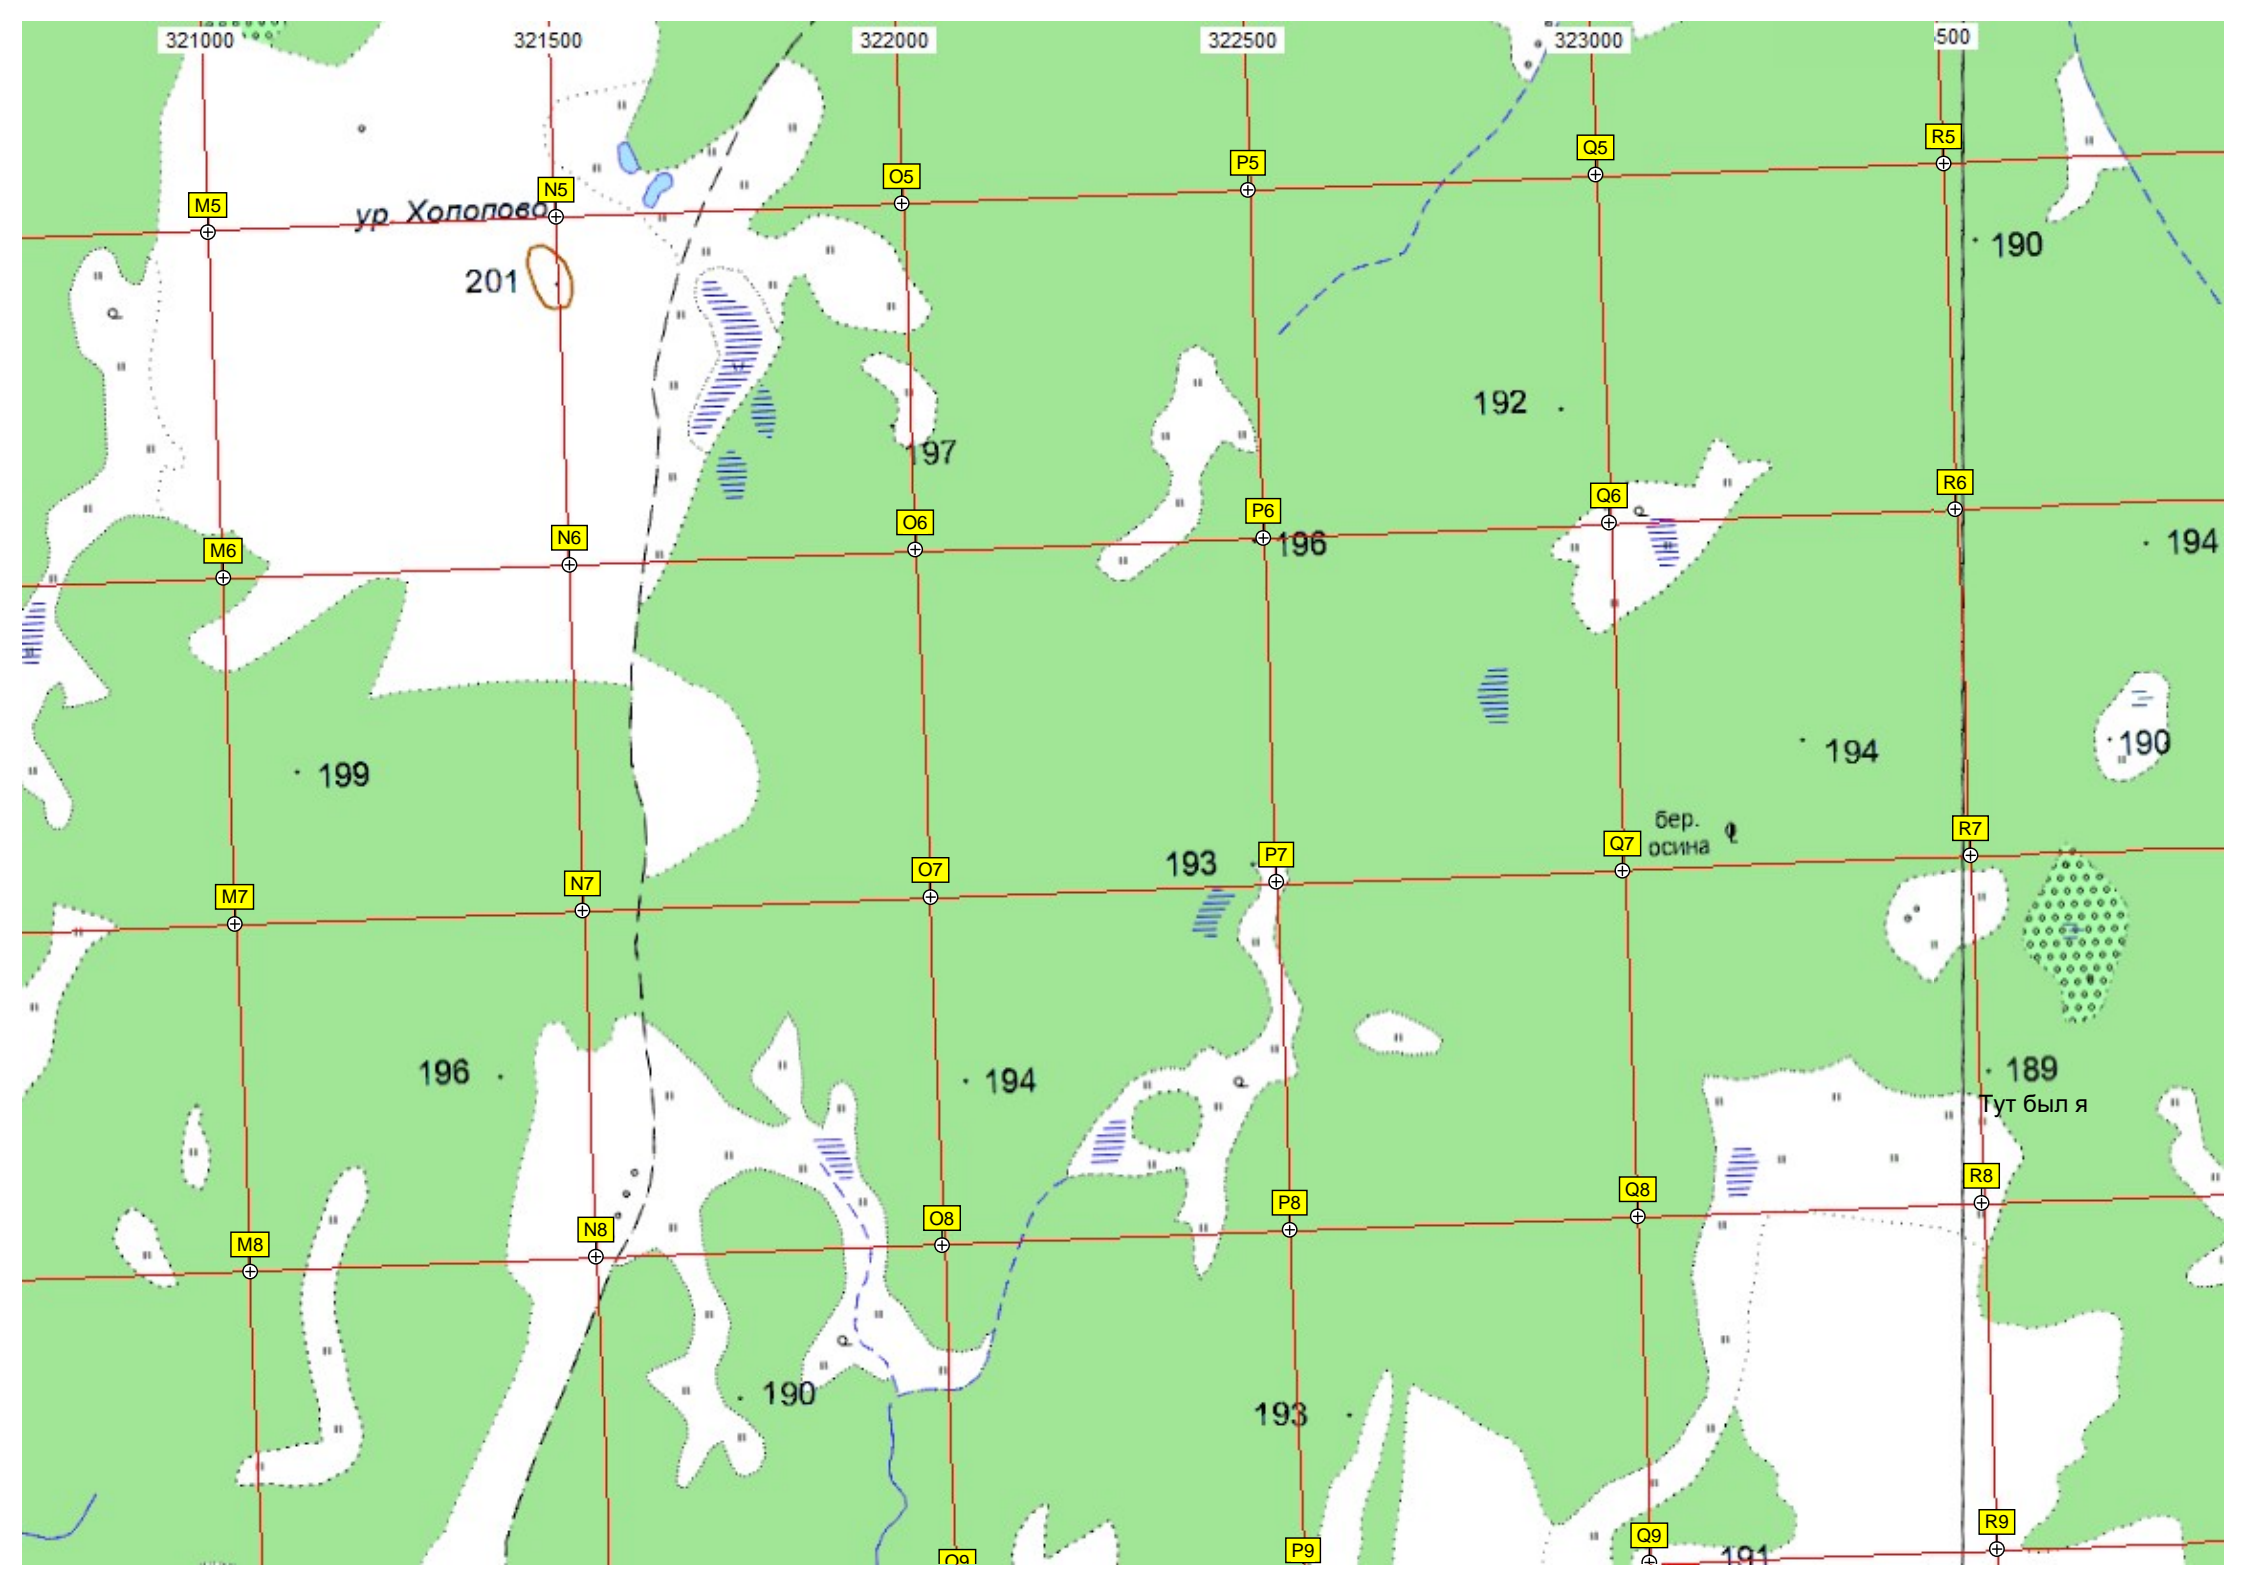 321000 321500 322000 322500 323000 500
R5
Q5
P5
O5
N5
M5
ур. Холопово
190
201
192
197
R6
Q6
P6
O6
N6
M6
196
194
190
194
199
бер.
осина
R7
Q7
P7
193
O7
N7
M7
189
196
194
Тут был я
R8
Q8
P8
O8
N8
M8
190
193
R9
Q9
P9
O9
191